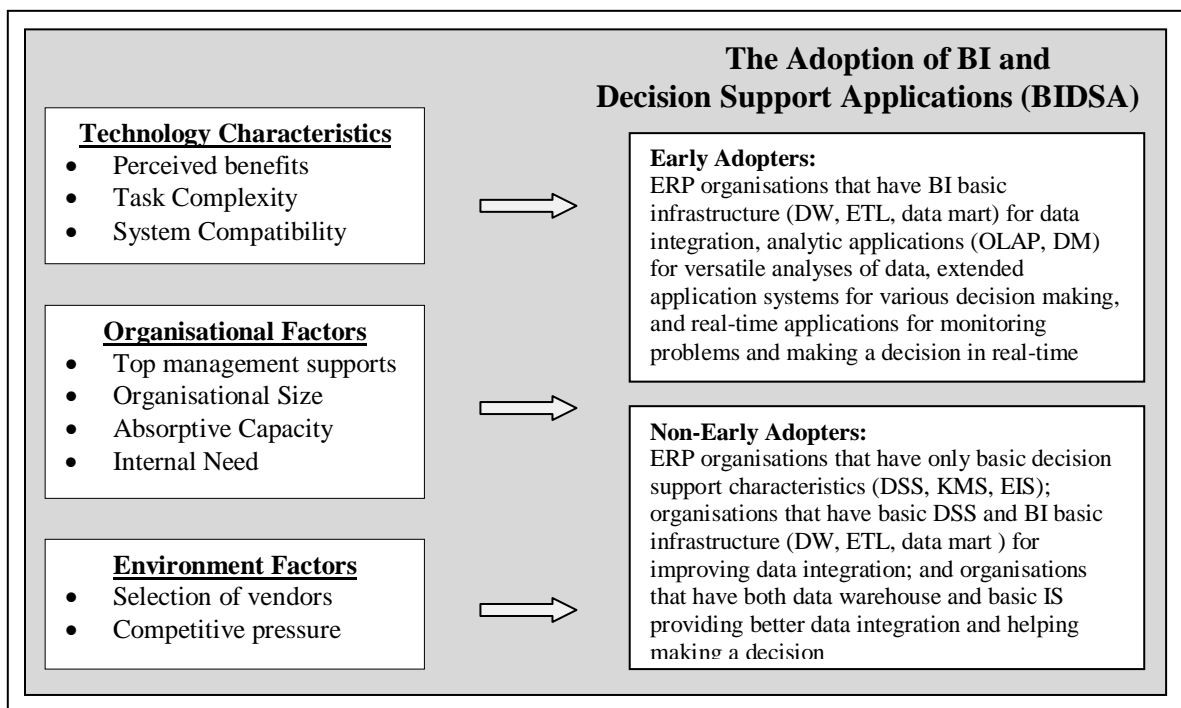 The Adoption of BI and
Decision Support Applications (BIDSA)
Technology Characteristics
• Perceived benefits
• Task Complexity
• System Compatibility
Organisational Factors
• Top management supports
• Organisational Size
• Absorptive Capacity
• Internal Need
Environment Factors
• Selection of vendors
• Competitive pressure
Early Adopters:
ERP organisations that have BI basic
infrastructure (DW, ETL, data mart) for data
integration, analytic applications (OLAP, DM)
for versatile analyses of data, extended
application systems for various decision making,
and real-time applications for monitoring
problems and making a decision in real-time
Non-Early Adopters:
ERP organisations that have only basic decision
support characteristics (DSS, KMS, EIS);
organisations that have basic DSS and BI basic
infrastructure (DW, ETL, data mart ) for
improving data integration; and organisations
that have both data warehouse and basic IS
providing better data integration and helping
making a decision